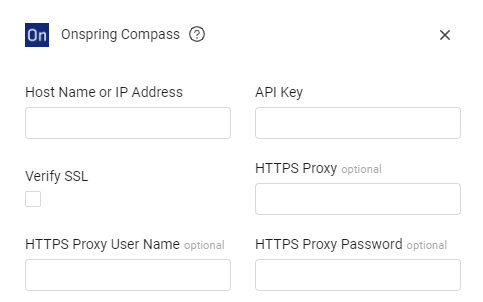 On Onspring Compass ?
Host Name or IP Address
API Key
Verify SSL
HTTPS Proxy optional
HTTPS Proxy User Name optional
HTTPS Proxy Password optional